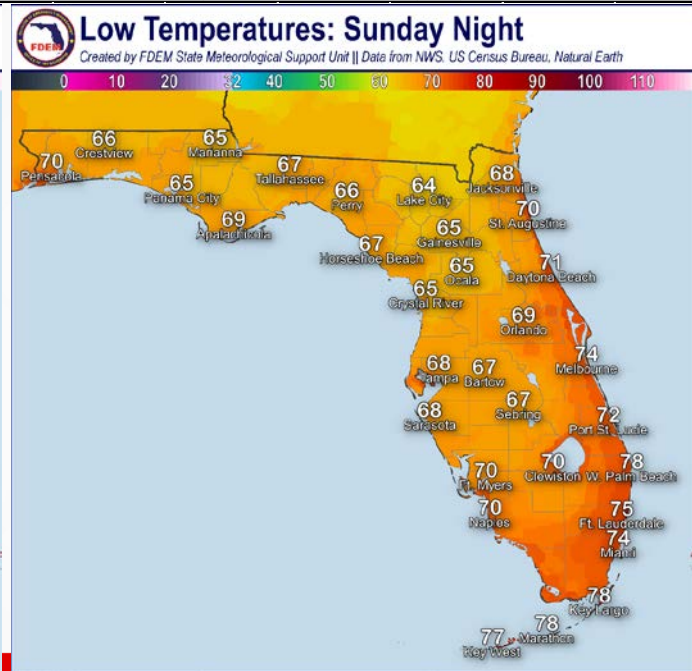 FDEM
Low Temperatures: Sunday Night
Created by FDEM State Meteorological Support Unit || Data from NWS, US Census Bureau, Natural Earth
0 10 20 32 40 50 60 70 80 90 100 110
66
Crestview
65
Marianna
70
Pensacola
67
Tallahassee
65
Panama City
66
Perry
64
Lake City
68
Jacksonville
69
Apalachicola
70
St. Augustine
65
Gainesville
67
Horseshoe Beach
65
Ocala
71
Daytona Beach
65
Crystal River
69
Orlando
74
Melbourne
68
Tampa
67
Bartow
67
Sebring
68
Sarasota
72
Port St. Lucie
70
Ft. Myers
70
Clewiston
78
W. Palm Beach
70
Naples
75
Ft. Lauderdale
74
Miami
78
Key Largo
78
Marathon
77
Key West